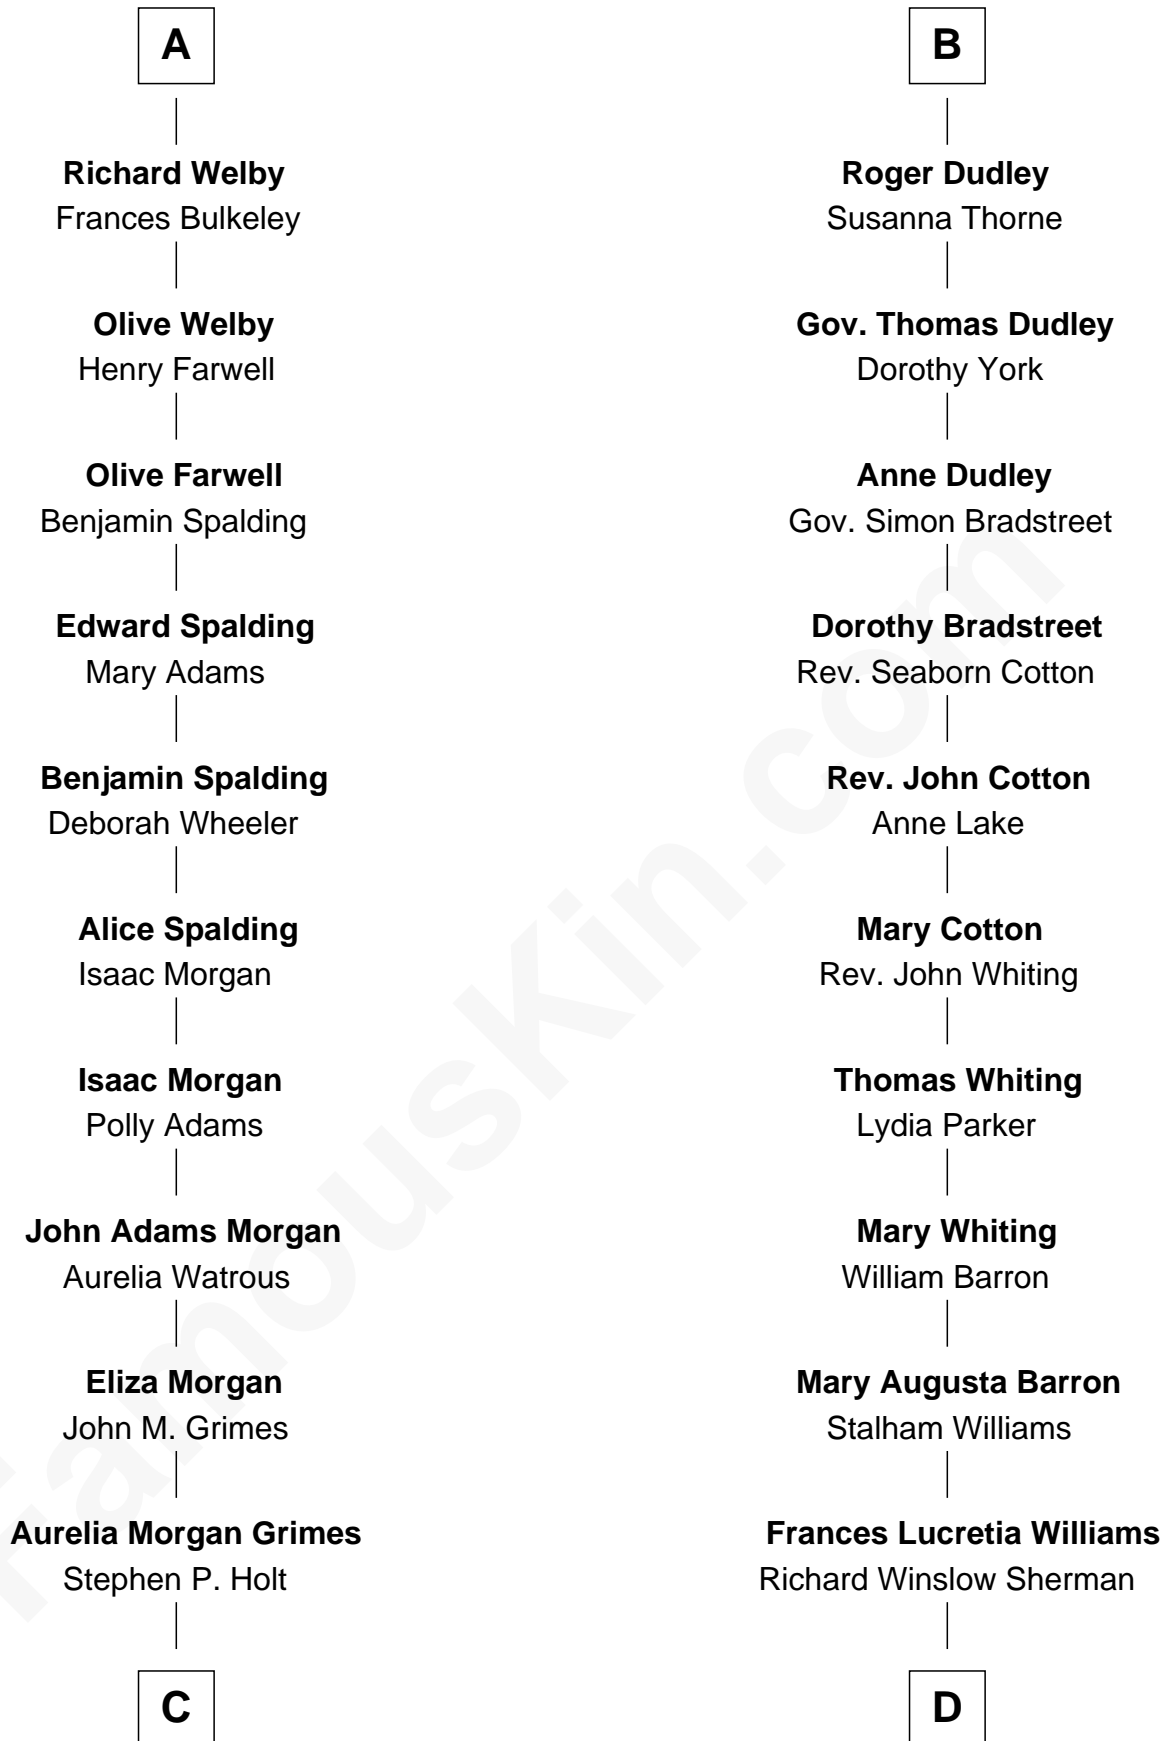 A
Richard Welby
Frances Bulkeley
Olive Welby
Henry Farwell
Olive Farwell
Benjamin Spalding
Edward Spalding
Mary Adams
Benjamin Spalding
Deborah Wheeler
Alice Spalding
Isaac Morgan
Isaac Morgan
Polly Adams
John Adams Morgan
Aurelia Watrous
Eliza Morgan
John M. Grimes
Aurelia Morgan Grimes
Stephen P. Holt
C
B
Roger Dudley
Susanna Thorne
Gov. Thomas Dudley
Dorothy York
Anne Dudley
Gov. Simon Bradstreet
Dorothy Bradstreet
Rev. Seaborn Cotton
Rev. John Cotton
Anne Lake
Mary Cotton
Rev. John Whiting
Thomas Whiting
Lydia Parker
Mary Whiting
William Barron
Mary Augusta Barron
Stalham Williams
Frances Lucretia Williams
Richard Winslow Sherman
D
FamousKin.com